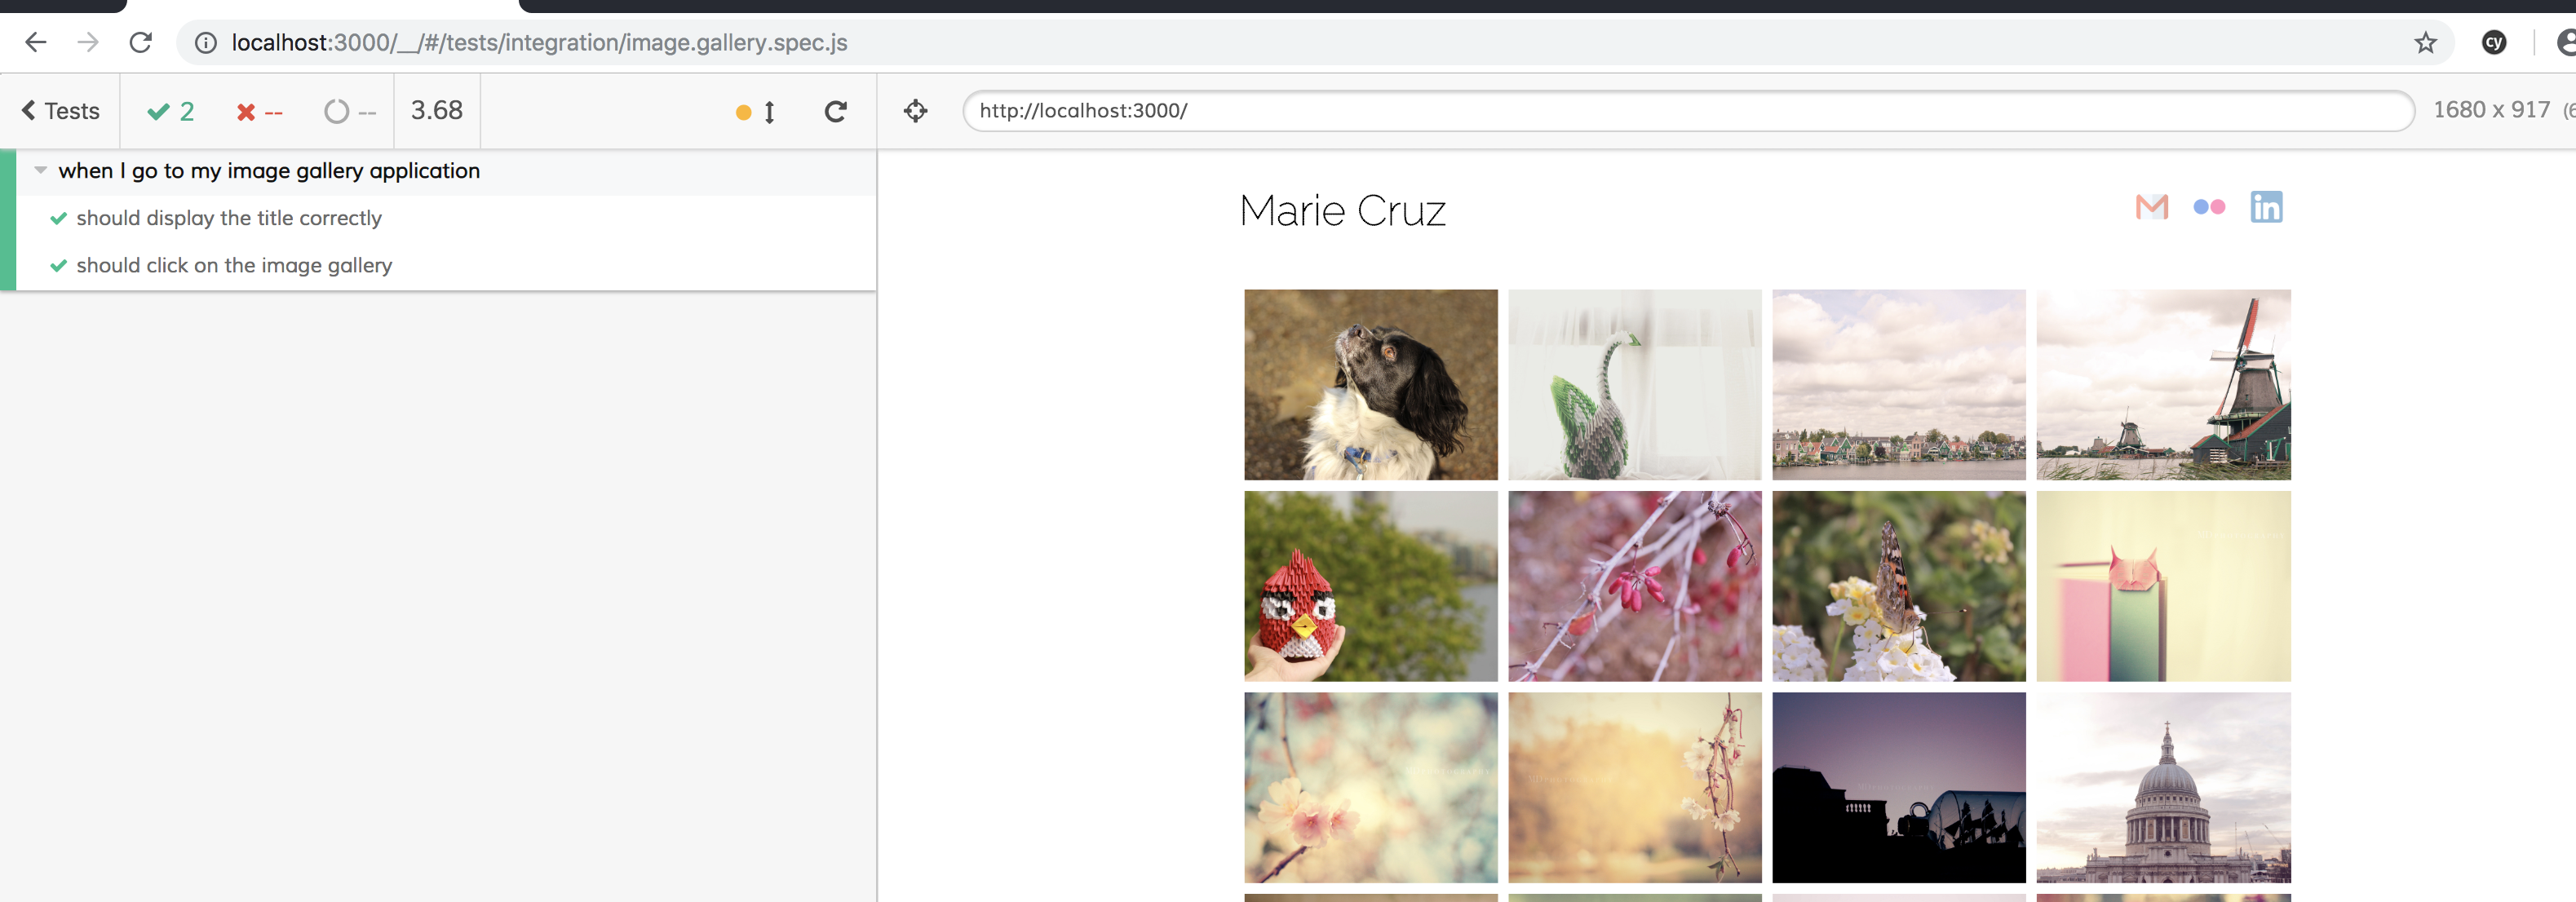 localhost:3000/__/#/tests/integration/image.gallery.spec.js
cy
Tests
2
--
--
3.68
http://localhost:3000/
1680 x 917 (6
when I go to my image gallery application
should display the title correctly
should click on the image gallery
Marie Cruz
in